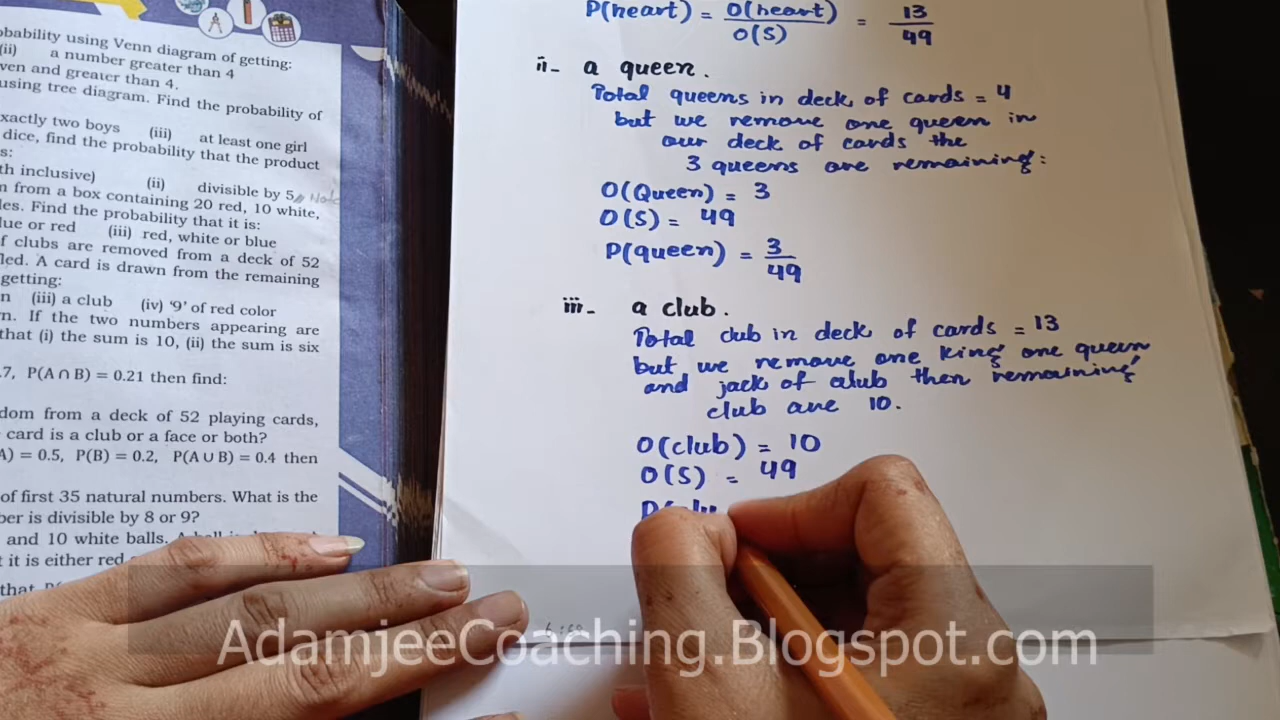 obability using Venn diagram of getting:
(ii) a number greater than 4
ven and greater than 4.
using tree diagram. Find the probability of
xactly two boys (iii) at least one girl
dice, find the probability that the product
s:
th inclusive) (ii) divisible by 5
m from a box containing 20 red, 10 white,
les. Find the probability that it is:
lue or red (iii) red, white or blue
f clubs are removed from a deck of 52
led. A card is drawn from the remaining
getting:
n (iii) a club (iv) '9' of red color
n. If the two numbers appearing are
that (i) the sum is 10, (ii) the sum is six
.7, P(A ∩ B) = 0.21 then find:
dom from a deck of 52 playing cards,
card is a club or a face or both?
A) = 0.5, P(B) = 0.2, P(A ∪ B) = 0.4 then
of first 35 natural numbers. What is the
ber is divisible by 8 or 9?
and 10 white balls. A ball is
t it is either red
that
P(heart) = O(heart)/O(S) = 13/49
ii- a queen.
Total queens in deck of cards = 4
but we remove one queen in
our deck of cards the
3 queens are remaining:
O(Queen) = 3
O(S) = 49
P(queen) = 3/49
iii- a club.
Total club in deck of cards = 13
but we remove one king one queen
and jack of club then remaining
club are 10.
O(club) = 10
O(S) = 49
P(clu
AdamjeeCoaching.Blogspot.com